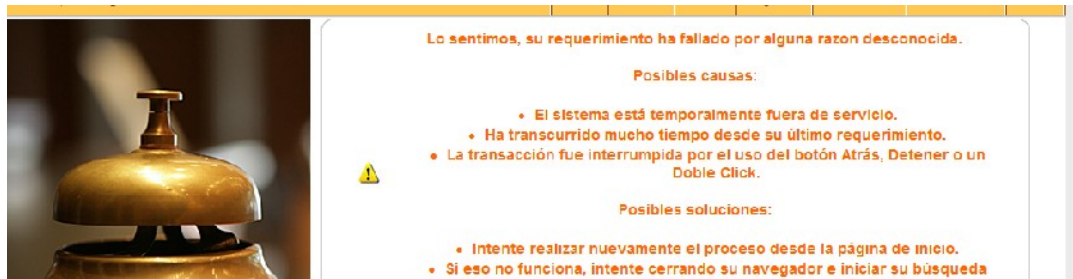 Lo sentimos, su requerimiento ha fallado por alguna razon desconocida.
Posibles causas:
• El sistema está temporalmente fuera de servicio.
• Ha transcurrido mucho tiempo desde su último requerimiento.
• La transacción fue interrumpida por el uso del botón Atrás, Detener o un
Doble Click.
Posibles soluciones:
• Intente realizar nuevamente el proceso desde la página de inicio.
• Si eso no funciona, intente cerrando su navegador e iniciar su búsqueda